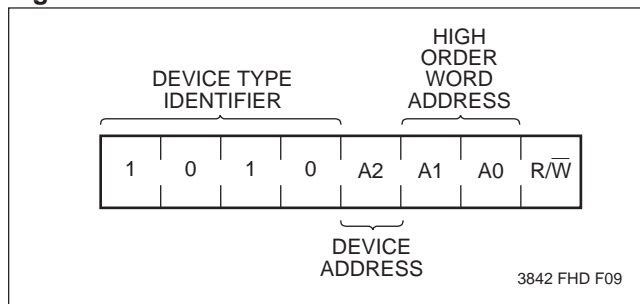 HIGH
ORDER
WORD
ADDRESS
DEVICE TYPE
IDENTIFIER
1 0 1 0 A2 A1 A0 R/W̅
DEVICE
ADDRESS
3842 FHD F09